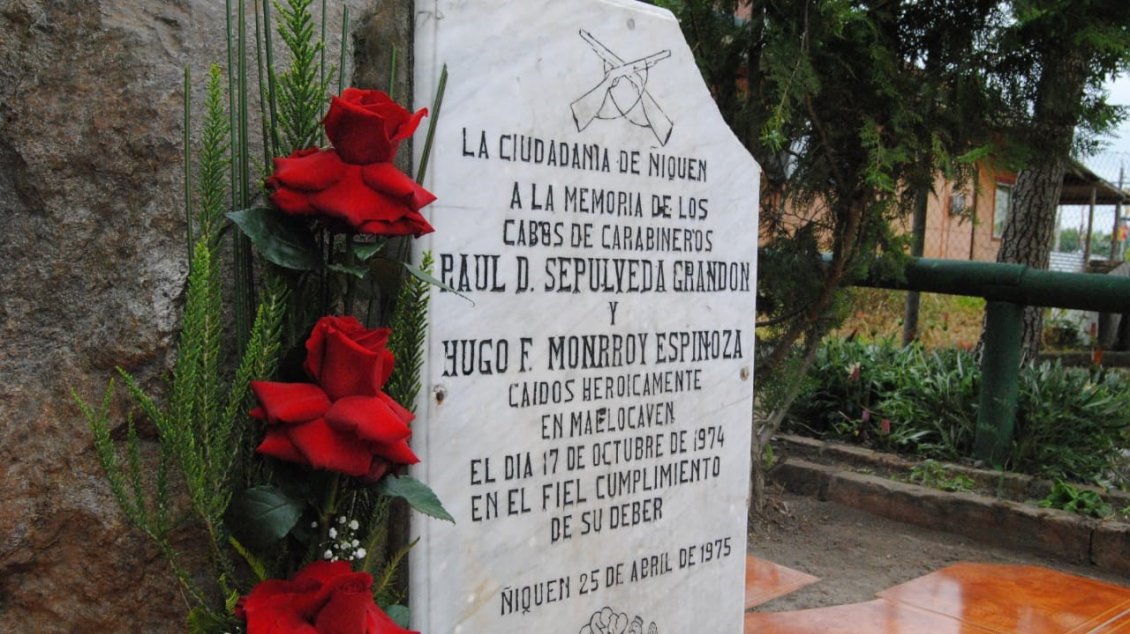 LA CIUDADANIA DE ÑIQUEN
A LA MEMORIA DE LOS
CABOS DE CARABINEROS
RAUL D. SEPULVEDA GRANDON
Y
HUGO F. MONRROY ESPINOZA
CAIDOS HEROICAMENTE
EN MAELOCAVEN
EL DIA 17 DE OCTUBRE DE 1974
EN EL FIEL CUMPLIMIENTO
DE SU DEBER
ÑIQUEN 25 DE ABRIL DE 1975